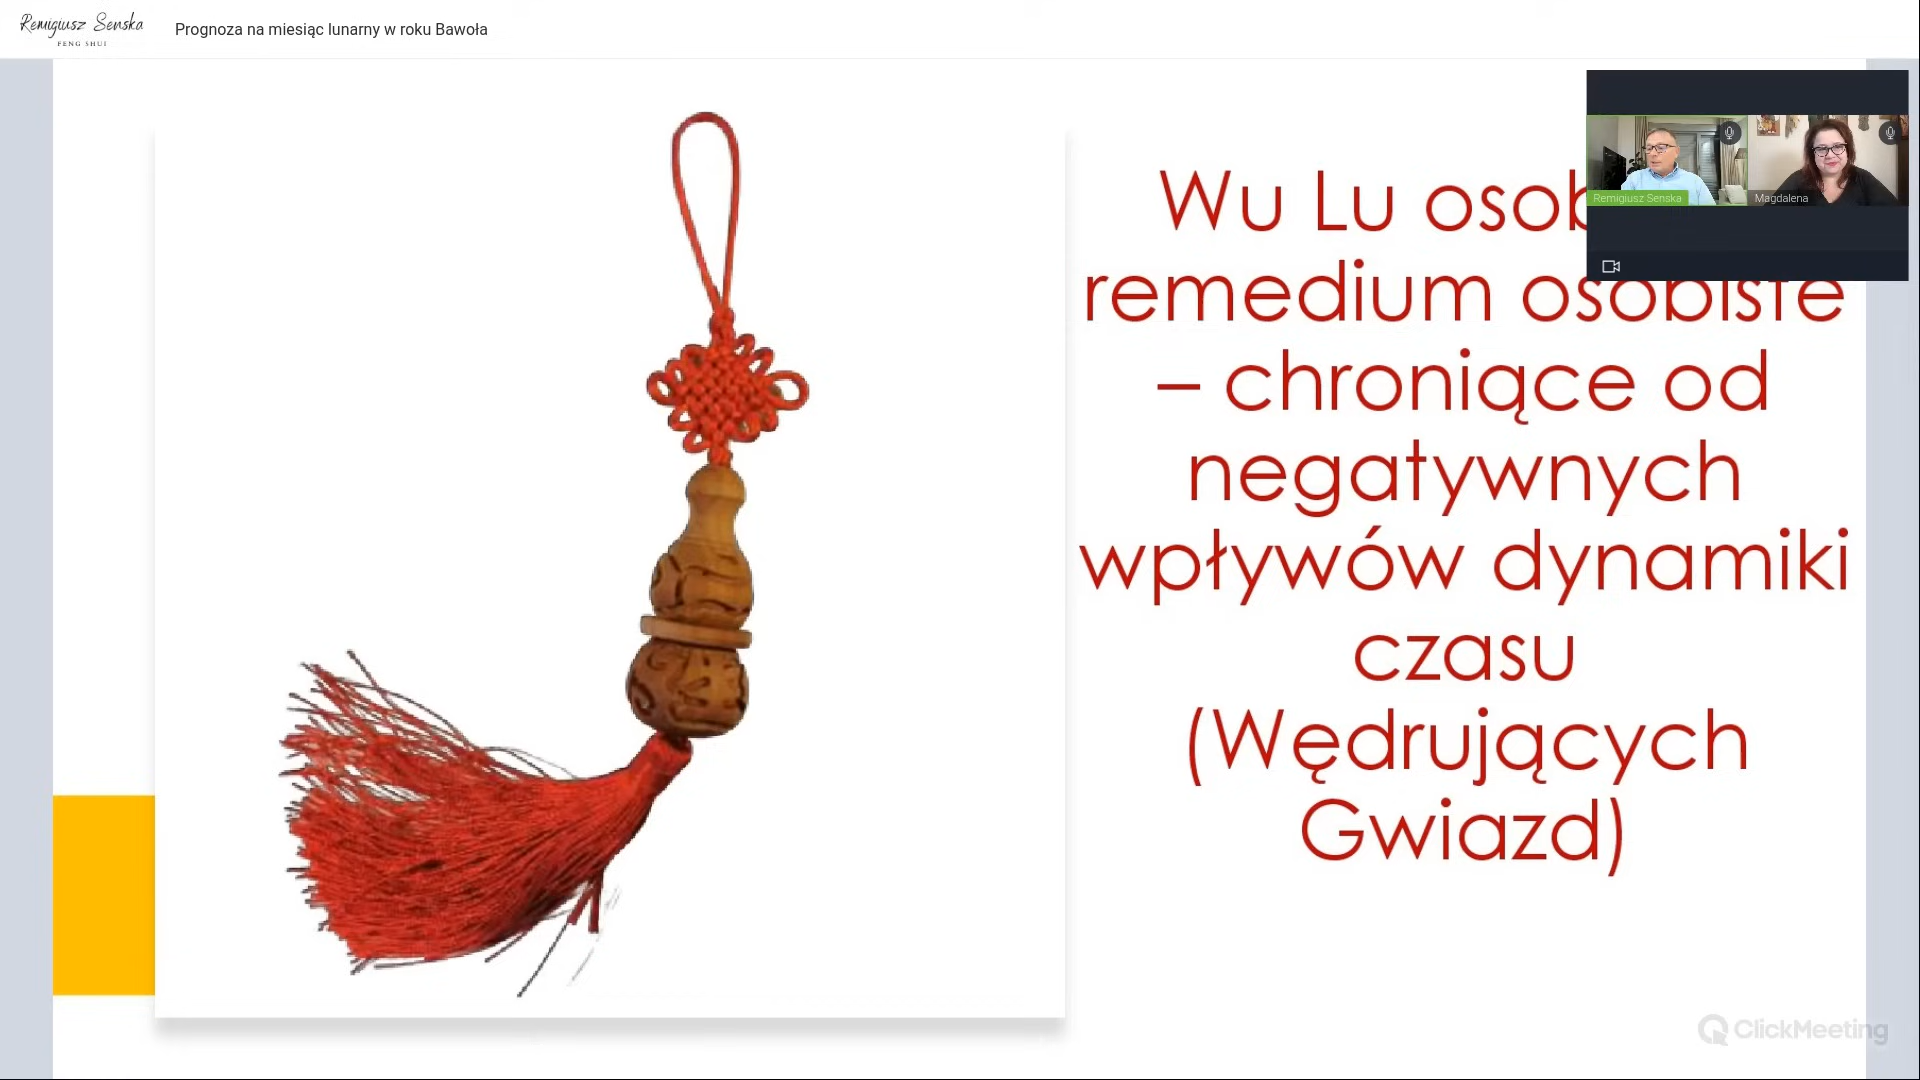 Remigiusz Senska
FENG SHUI
Prognoza na miesiąc lunarny w roku Bawoła
Wu Lu
remedium osobiste
– chroniące od
negatywnych
wpływów dynamiki
czasu
(Wędrujących
Gwiazd)
Remigiusz Senska
Magdalena
ClickMeeting